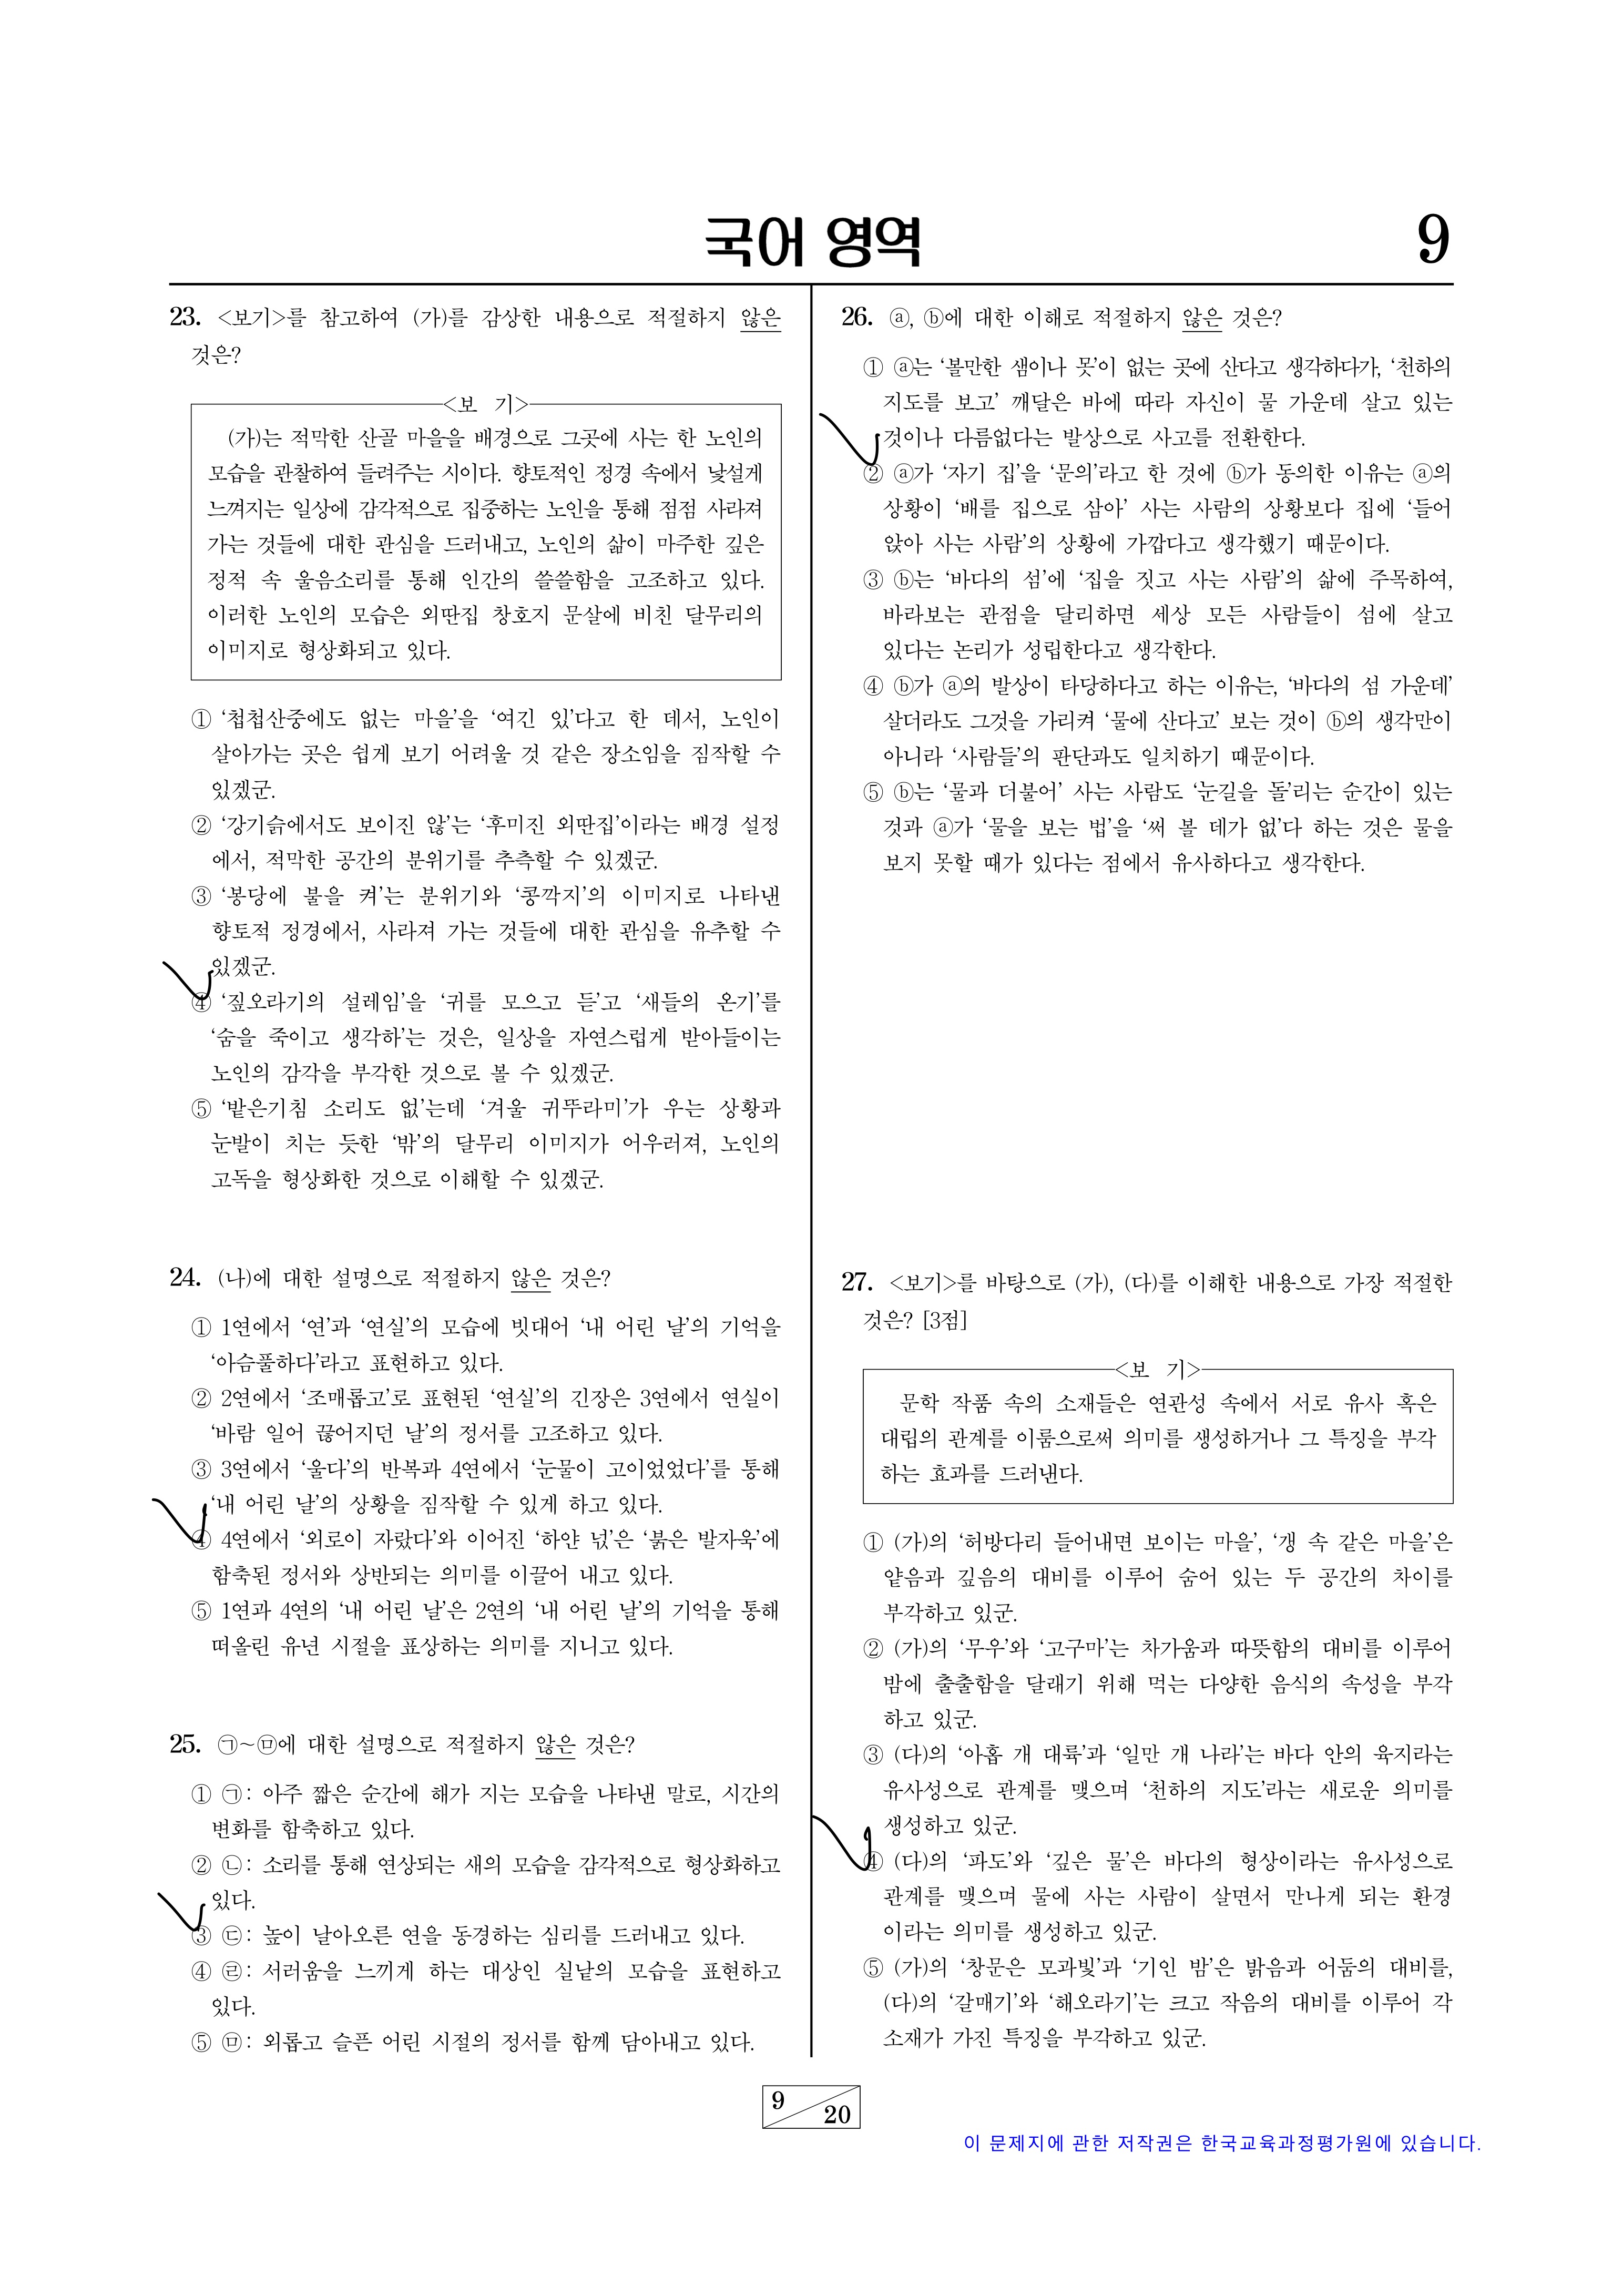 국어 영역
9
23. <보기>를 참고하여 (가)를 감상한 내용으로 적절하지 않은
것은?
<보 기>
(가)는 적막한 산골 마을을 배경으로 그곳에 사는 한 노인의
모습을 관찰하여 들려주는 시이다. 향토적인 정경 속에서 낯설게
느껴지는 일상에 감각적으로 집중하는 노인을 통해 점점 사라져
가는 것들에 대한 관심을 드러내고, 노인의 삶이 마주한 깊은
정적 속 울음소리를 통해 인간의 쓸쓸함을 고조하고 있다.
이러한 노인의 모습은 외딴집 창호지 문살에 비친 달무리의
이미지로 형상화되고 있다.
① ‘첩첩산중에도 없는 마을’을 ‘여긴 있’다고 한 데서, 노인이
살아가는 곳은 쉽게 보기 어려울 것 같은 장소임을 짐작할 수
있겠군.
② ‘강기슭에서도 보이진 않’는 ‘후미진 외딴집’이라는 배경 설정
에서, 적막한 공간의 분위기를 추측할 수 있겠군.
③ ‘봉당에 불을 켜’는 분위기와 ‘콩깍지’의 이미지로 나타낸
향토적 정경에서, 사라져 가는 것들에 대한 관심을 유추할 수
있겠군.
④ ‘짚오라기의 설레임’을 ‘귀를 모으고 듣’고 ‘새들의 온기’를
‘숨을 죽이고 생각하’는 것은, 일상을 자연스럽게 받아들이는
노인의 감각을 부각한 것으로 볼 수 있겠군.
⑤ ‘밭은기침 소리도 없’는데 ‘겨울 귀뚜라미’가 우는 상황과
눈발이 치는 듯한 ‘밖’의 달무리 이미지가 어우러져, 노인의
고독을 형상화한 것으로 이해할 수 있겠군.
24. (나)에 대한 설명으로 적절하지 않은 것은?
① 1연에서 ‘연’과 ‘연실’의 모습에 빗대어 ‘내 어린 날’의 기억을
‘아슴풀하다’라고 표현하고 있다.
② 2연에서 ‘조매롭고’로 표현된 ‘연실’의 긴장은 3연에서 연실이
‘바람 일어 끊어지던 날’의 정서를 고조하고 있다.
③ 3연에서 ‘울다’의 반복과 4연에서 ‘눈물이 고이었었다’를 통해
‘내 어린 날’의 상황을 짐작할 수 있게 하고 있다.
④ 4연에서 ‘외로이 자랐다’와 이어진 ‘하얀 넋’은 ‘붉은 발자욱’에
함축된 정서와 상반되는 의미를 이끌어 내고 있다.
⑤ 1연과 4연의 ‘내 어린 날’은 2연의 ‘내 어린 날’의 기억을 통해
떠올린 유년 시절을 표상하는 의미를 지니고 있다.
25. ㉠~㉤에 대한 설명으로 적절하지 않은 것은?
① ㉠: 아주 짧은 순간에 해가 지는 모습을 나타낸 말로, 시간의
변화를 함축하고 있다.
② ㉡: 소리를 통해 연상되는 새의 모습을 감각적으로 형상화하고
있다.
③ ㉢: 높이 날아오른 연을 동경하는 심리를 드러내고 있다.
④ ㉣: 서러움을 느끼게 하는 대상인 실낱의 모습을 표현하고
있다.
⑤ ㉤: 외롭고 슬픈 어린 시절의 정서를 함께 담아내고 있다.
26. ⓐ, ⓑ에 대한 이해로 적절하지 않은 것은?
① ⓐ는 ‘볼만한 샘이나 못’이 없는 곳에 산다고 생각하다가, ‘천하의
지도를 보고’ 깨달은 바에 따라 자신이 물 가운데 살고 있는
것이나 다름없다는 발상으로 사고를 전환한다.
② ⓐ가 ‘자기 집’을 ‘문의’라고 한 것에 ⓑ가 동의한 이유는 ⓐ의
상황이 ‘배를 집으로 삼아’ 사는 사람의 상황보다 집에 ‘들어
앉아 사는 사람’의 상황에 가깝다고 생각했기 때문이다.
③ ⓑ는 ‘바다의 섬’에 ‘집을 짓고 사는 사람’의 삶에 주목하여,
바라보는 관점을 달리하면 세상 모든 사람들이 섬에 살고
있다는 논리가 성립한다고 생각한다.
④ ⓑ가 ⓐ의 발상이 타당하다고 하는 이유는, ‘바다의 섬 가운데’
살더라도 그것을 가리켜 ‘물에 산다고’ 보는 것이 ⓑ의 생각만이
아니라 ‘사람들’의 판단과도 일치하기 때문이다.
⑤ ⓑ는 ‘물과 더불어’ 사는 사람도 ‘눈길을 돌’리는 순간이 있는
것과 ⓐ가 ‘물을 보는 법’을 ‘써 볼 데가 없’다 하는 것은 물을
보지 못할 때가 있다는 점에서 유사하다고 생각한다.
27. <보기>를 바탕으로 (가), (다)를 이해한 내용으로 가장 적절한
것은? [3점]
<보 기>
문학 작품 속의 소재들은 연관성 속에서 서로 유사 혹은
대립의 관계를 이룸으로써 의미를 생성하거나 그 특징을 부각
하는 효과를 드러낸다.
① (가)의 ‘허방다리 들어내면 보이는 마을’, ‘갱 속 같은 마을’은
얕음과 깊음의 대비를 이루어 숨어 있는 두 공간의 차이를
부각하고 있군.
② (가)의 ‘무우’와 ‘고구마’는 차가움과 따뜻함의 대비를 이루어
밤에 출출함을 달래기 위해 먹는 다양한 음식의 속성을 부각
하고 있군.
③ (다)의 ‘아홉 개 대륙’과 ‘일만 개 나라’는 바다 안의 육지라는
유사성으로 관계를 맺으며 ‘천하의 지도’라는 새로운 의미를
생성하고 있군.
④ (다)의 ‘파도’와 ‘깊은 물’은 바다의 형상이라는 유사성으로
관계를 맺으며 물에 사는 사람이 살면서 만나게 되는 환경
이라는 의미를 생성하고 있군.
⑤ (가)의 ‘창문은 모과빛’과 ‘기인 밤’은 밝음과 어둠의 대비를,
(다)의 ‘갈매기’와 ‘해오라기’는 크고 작음의 대비를 이루어 각
소재가 가진 특징을 부각하고 있군.
9
20
이 문제지에 관한 저작권은 한국교육과정평가원에 있습니다.